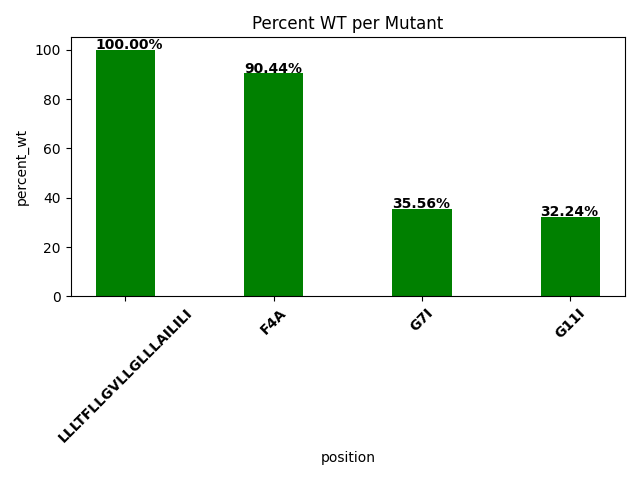 Percent WT per Mutant
percent_wt
100
80
60
40
20
0
100.00%
90.44%
35.56%
32.24%
LLLTFLLGVLLGLLLAILILI
F4A
G7I
G11I
position